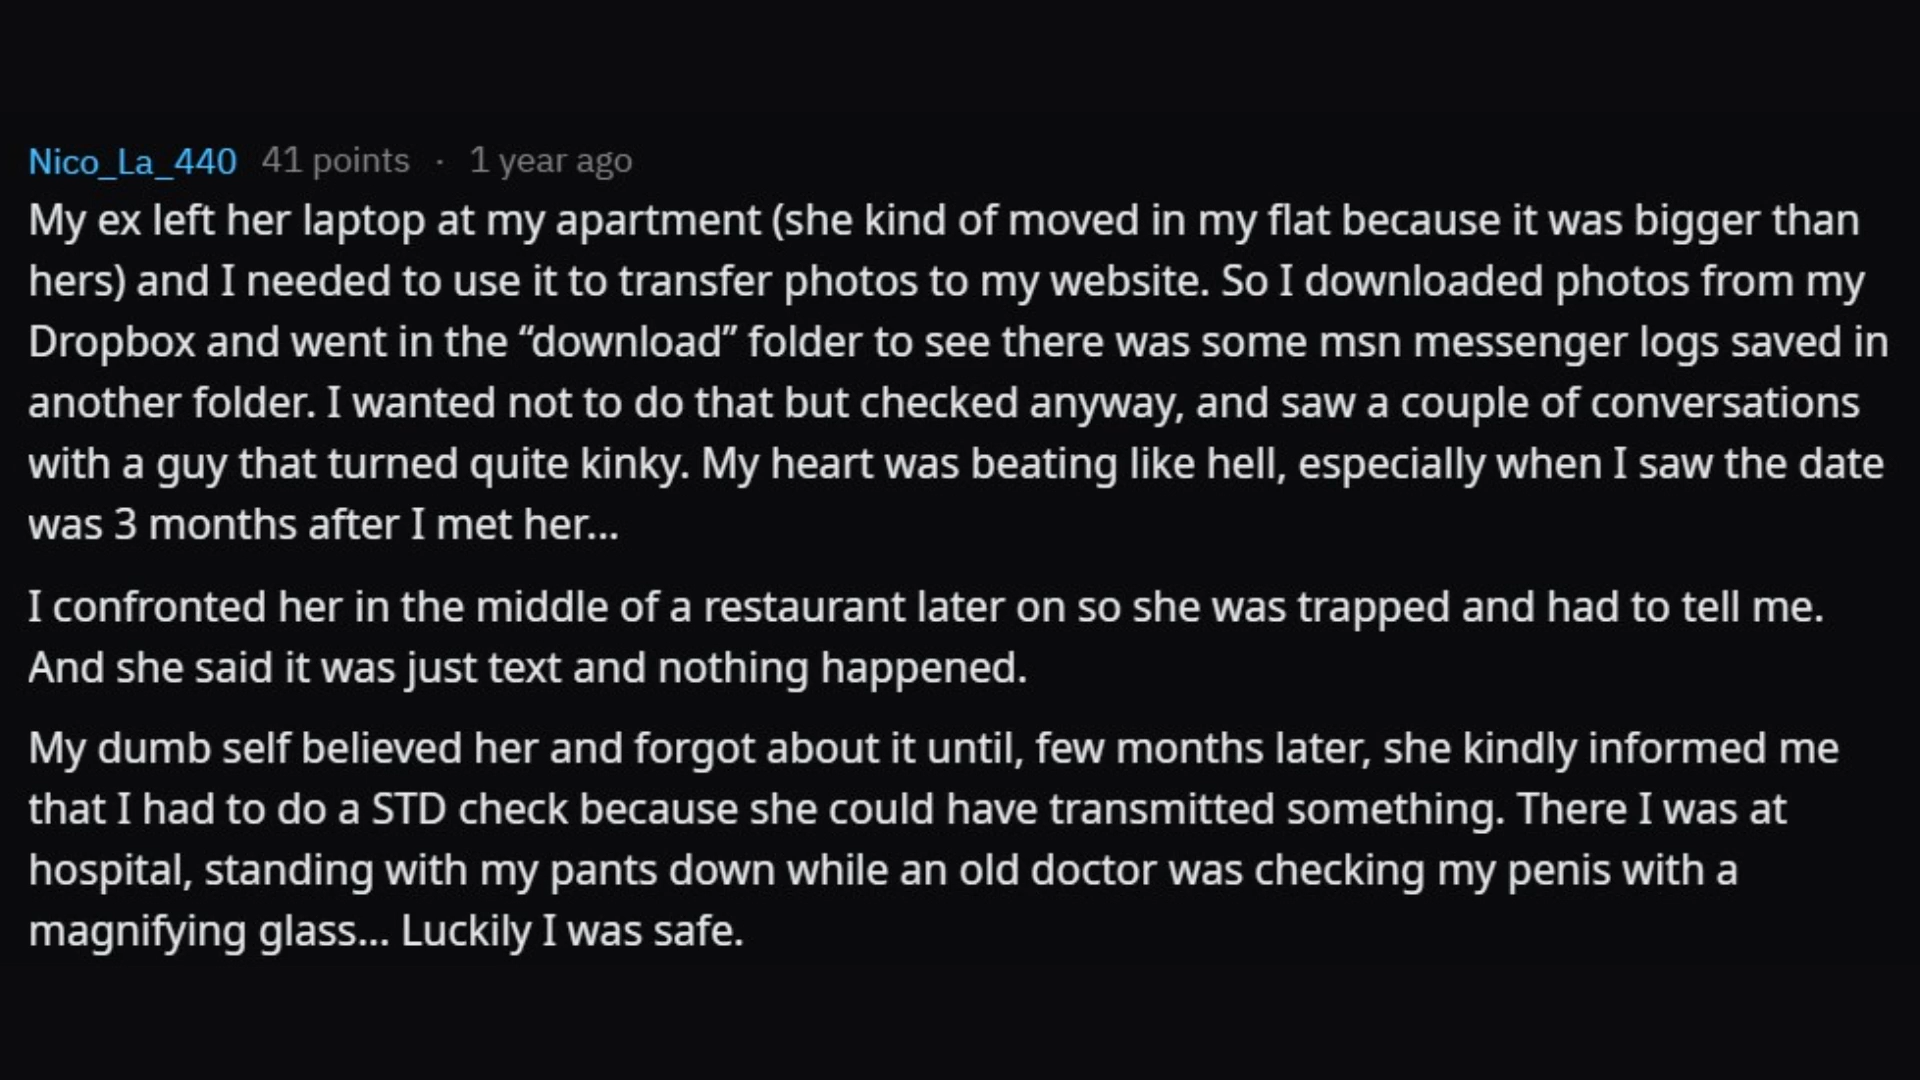 Nico_La_440 41 points · 1 year ago
My ex left her laptop at my apartment (she kind of moved in my flat because it was bigger than
hers) and I needed to use it to transfer photos to my website. So I downloaded photos from my
Dropbox and went in the “download” folder to see there was some msn messenger logs saved in
another folder. I wanted not to do that but checked anyway, and saw a couple of conversations
with a guy that turned quite kinky. My heart was beating like hell, especially when I saw the date
was 3 months after I met her...
I confronted her in the middle of a restaurant later on so she was trapped and had to tell me.
And she said it was just text and nothing happened.
My dumb self believed her and forgot about it until, few months later, she kindly informed me
that I had to do a STD check because she could have transmitted something. There I was at
hospital, standing with my pants down while an old doctor was checking my penis with a
magnifying glass... Luckily I was safe.